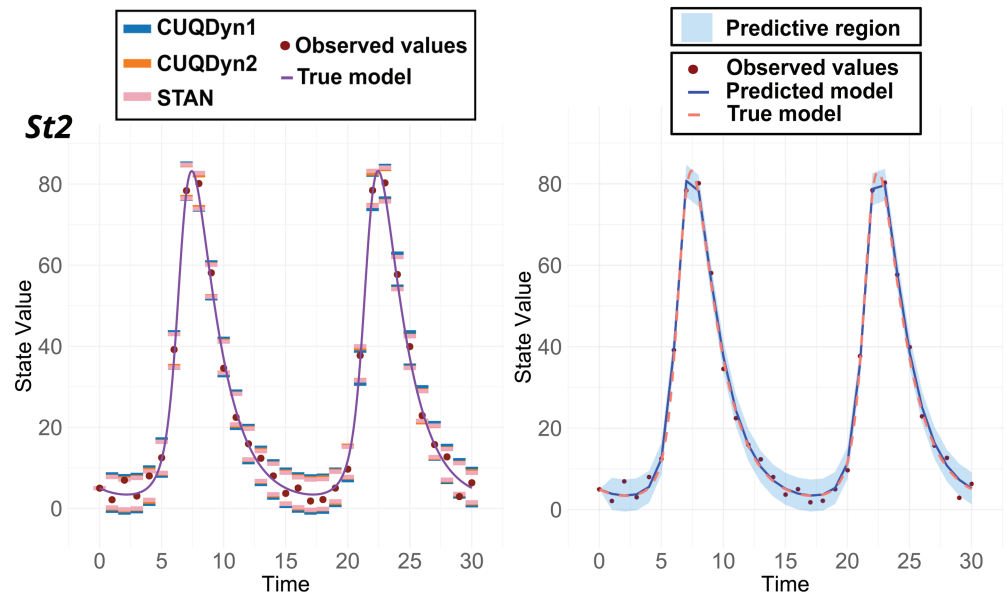 CUQDyn1
CUQDyn2
STAN
Observed values
True model
St2
State Value
80
60
40
20
0
0 5 10 15 20 25 30
Time
Predictive region
Observed values
Predicted model
True model
State Value
80
60
40
20
0
0 5 10 15 20 25 30
Time